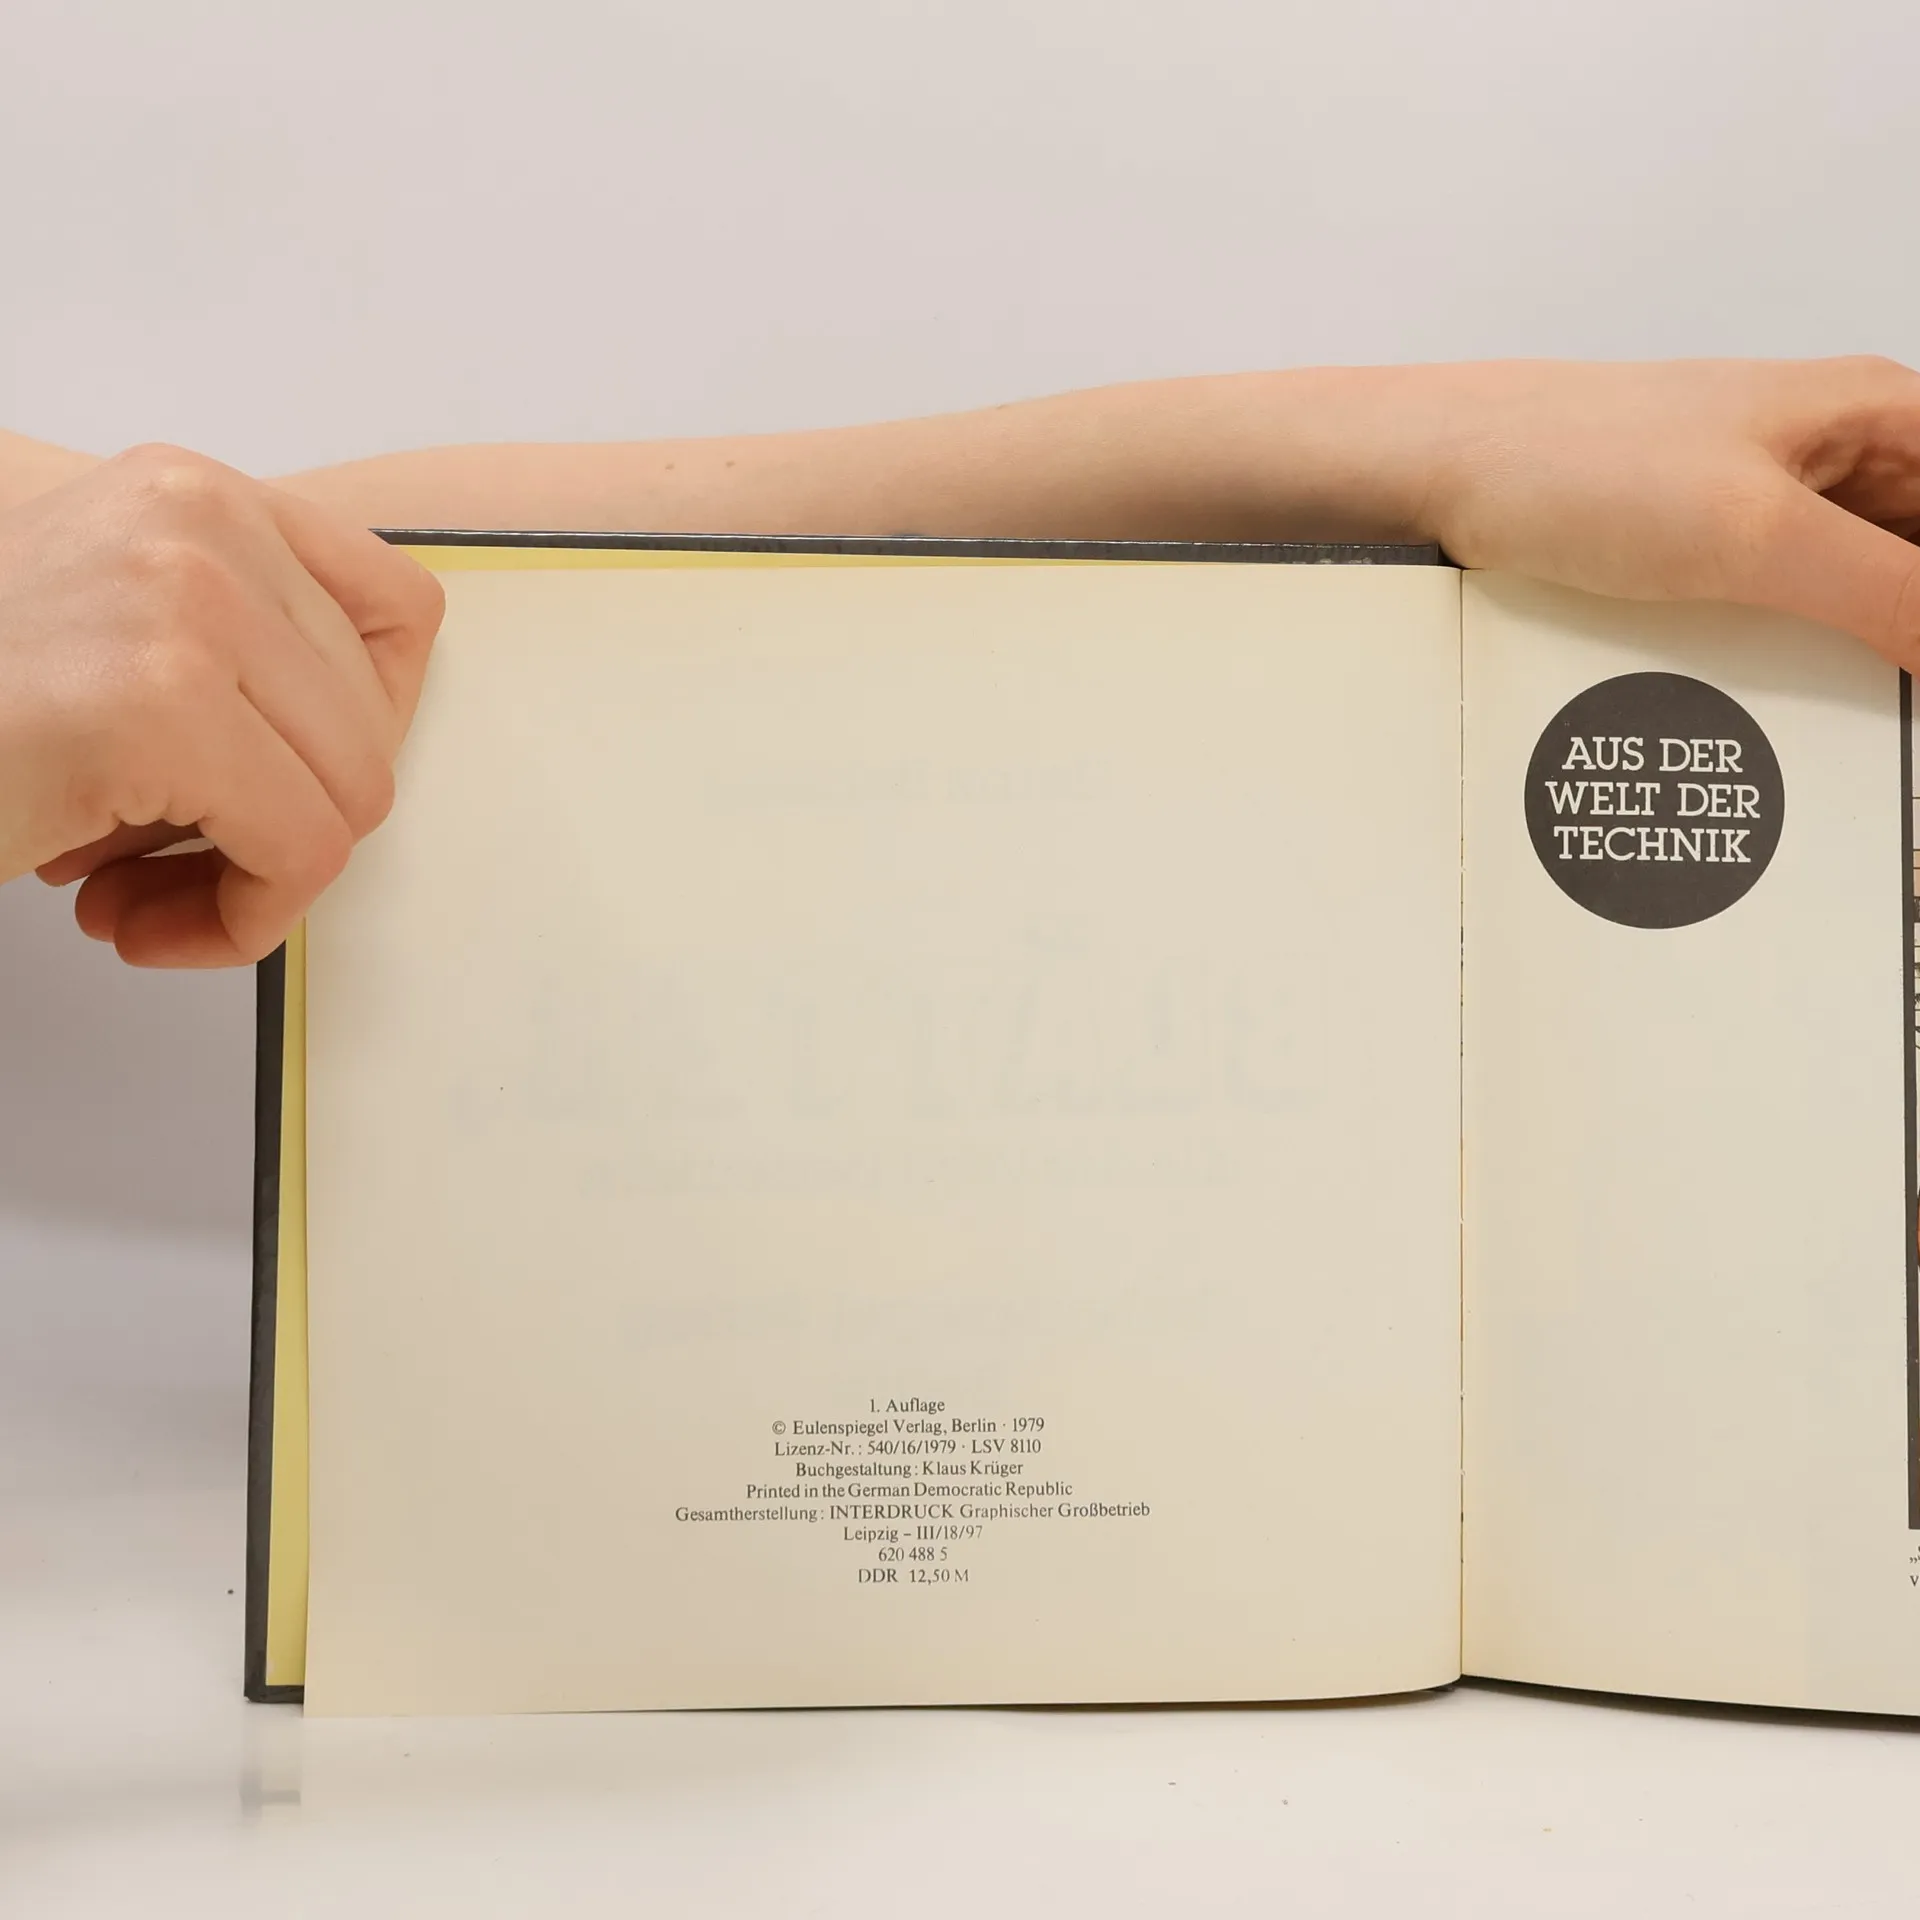 1. Auflage
© Eulenspiegel Verlag, Berlin · 1979
Lizenz-Nr.: 540/16/1979 · LSV 8110
Buchgestaltung: Klaus Krüger
Printed in the German Democratic Republic
Gesamtherstellung: INTERDRUCK Graphischer Großbetrieb
Leipzig – III/18/97
620 488 5
DDR 12,50 M
AUS DER
WELT DER
TECHNIK